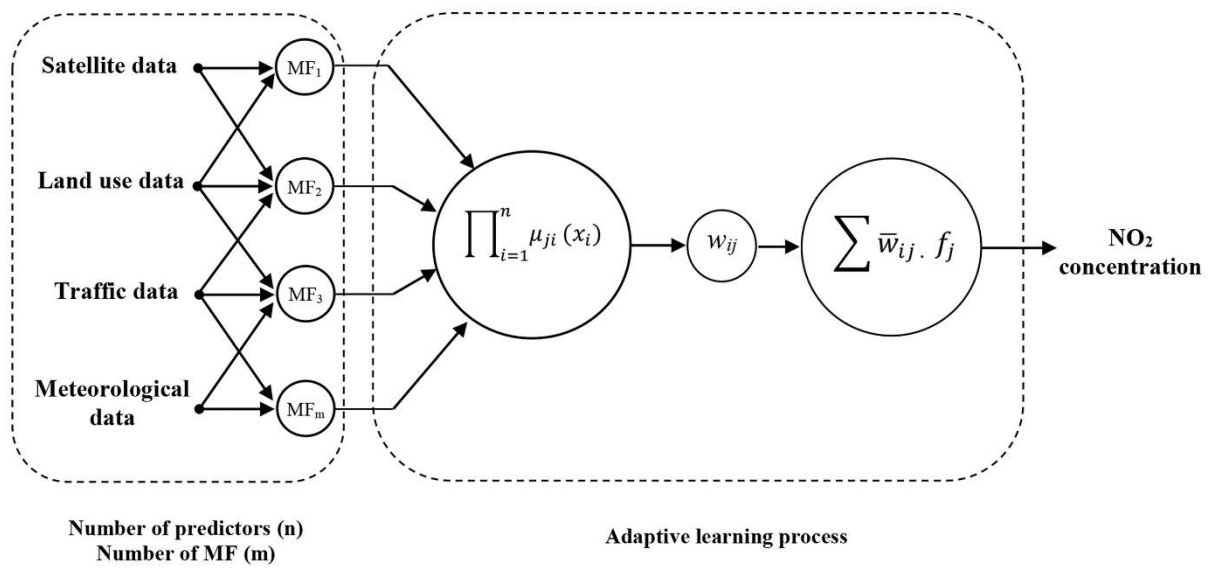 Satellite data
Land use data
Traffic data
Meteorological
data
MF₁
MF₂
MF₃
MFₘ
∏ⁿᵢ₌₁ μⱼᵢ (xᵢ)
wᵢⱼ
∑ w̅ᵢⱼ . fⱼ
NO₂
concentration
Number of predictors (n)
Number of MF (m)
Adaptive learning process